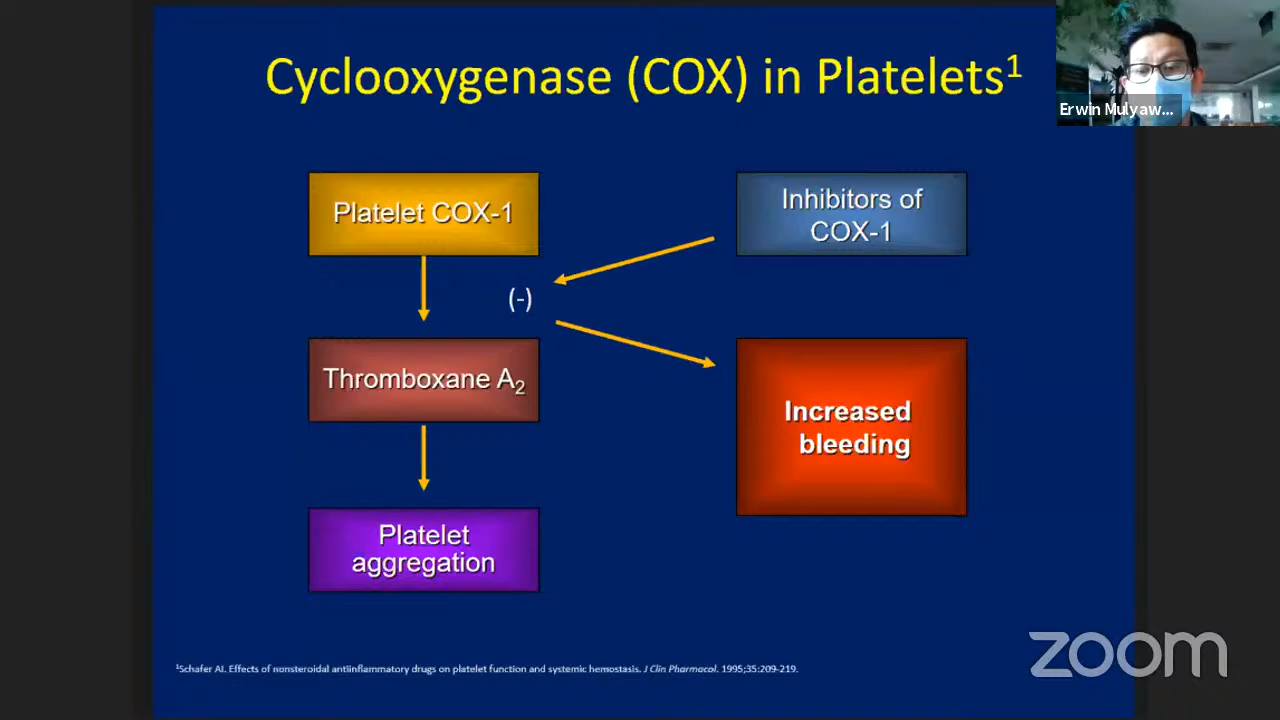 Cyclooxygenase (COX) in Platelets¹
Erwin Mulyaw...
Platelet COX-1
Inhibitors of
COX-1
(-)
Thromboxane A₂
Increased
bleeding
Platelet
aggregation
¹Schafer AI. Effects of nonsteroidal antiinflammatory drugs on platelet function and systemic hemostasis. J Clin Pharmacol. 1995;35:209-219.
zoom